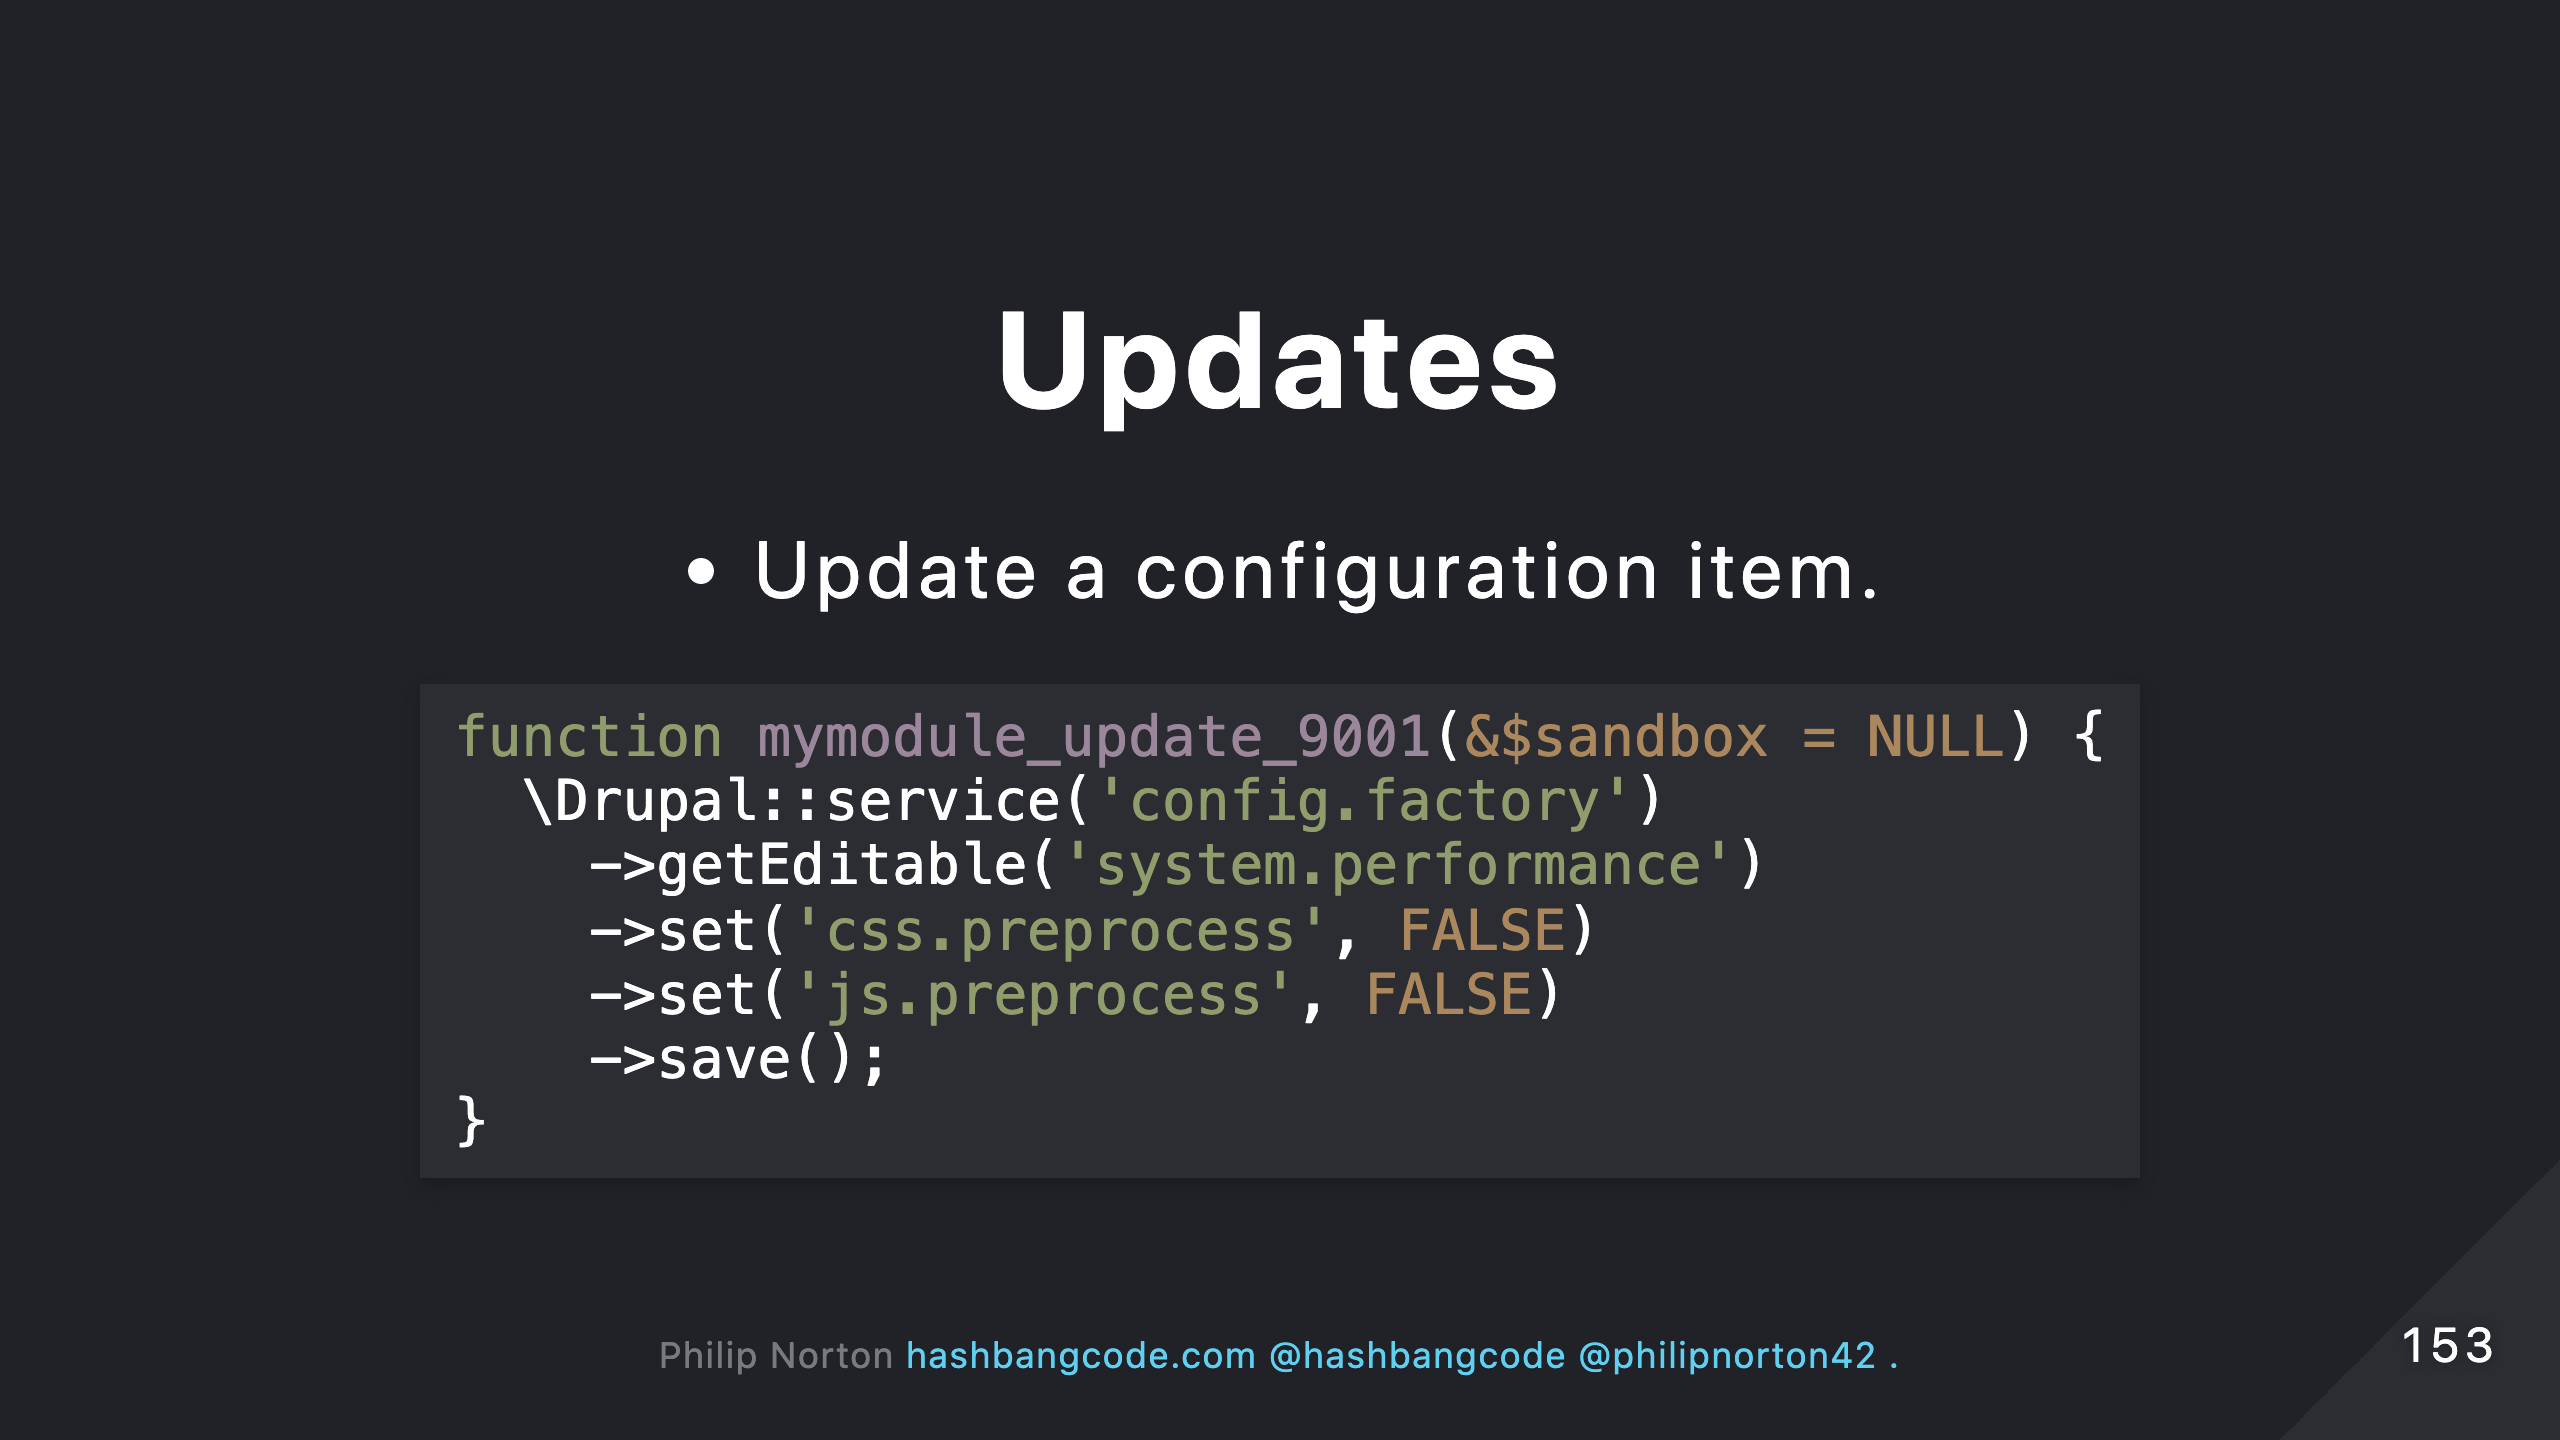 Updates
• Update a configuration item.
function mymodule_update_9001(&$sandbox = NULL) {
  \Drupal::service('config.factory')
    ->getEditable('system.performance')
    ->set('css.preprocess', FALSE)
    ->set('js.preprocess', FALSE)
    ->save();
}
Philip Norton hashbangcode.com @hashbangcode @philipnorton42 .
153